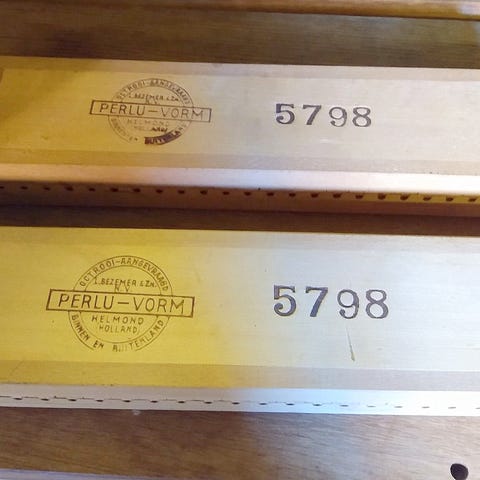 OCTROOI-AANGEVRAAGD
J. BEZEMER & ZN.
N.V.
PERLU-VORM
HELMOND
HOLLAND
BINNEN EN BUITENLAND
5798
OCTROOI-AANGEVRAAGD
J. BEZEMER & ZN.
N.V.
PERLU-VORM
HELMOND
HOLLAND.
BINNEN EN BUITENLAND
5798